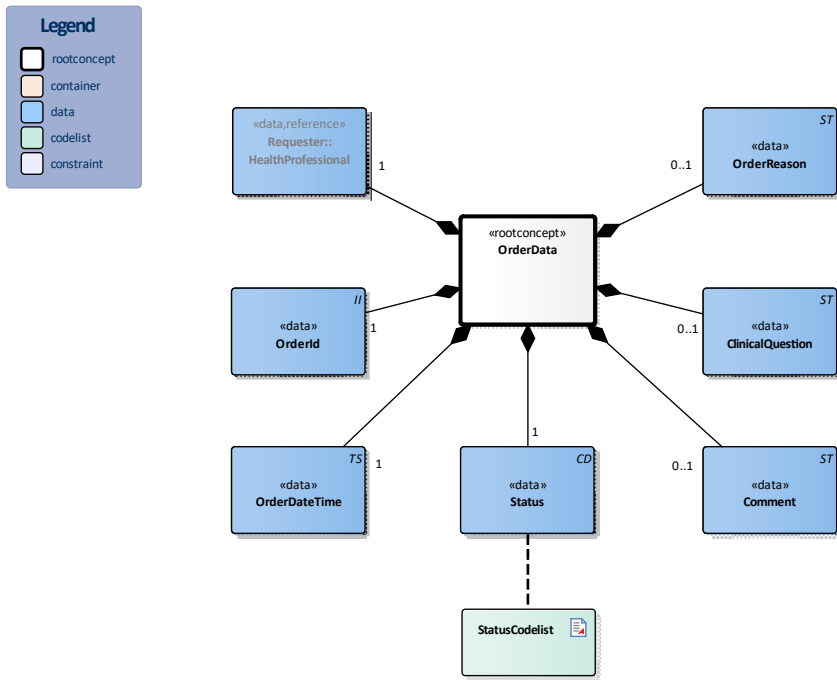 Legend
rootconcept
container
data
codelist
constraint
«data,reference»
Requester::
HealthProfessional
1
ST
«data»
OrderReason
0..1
«rootconcept»
OrderData
II
«data»
OrderId
1
ST
«data»
ClinicalQuestion
0..1
TS
«data»
OrderDateTime
1
CD
«data»
Status
1
ST
«data»
Comment
0..1
StatusCodelist